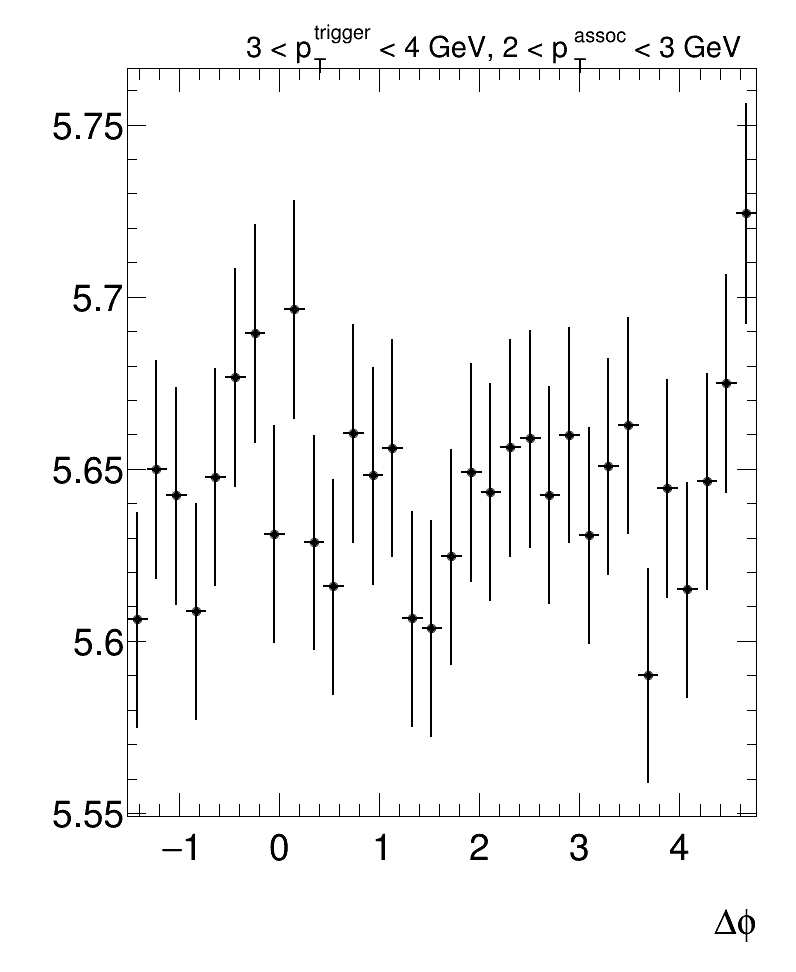 3 < p_T^trigger < 4 GeV, 2 < p_T^assoc < 3 GeV
5.75
5.7
5.65
5.6
5.55
−1 0 1 2 3 4
Δϕ